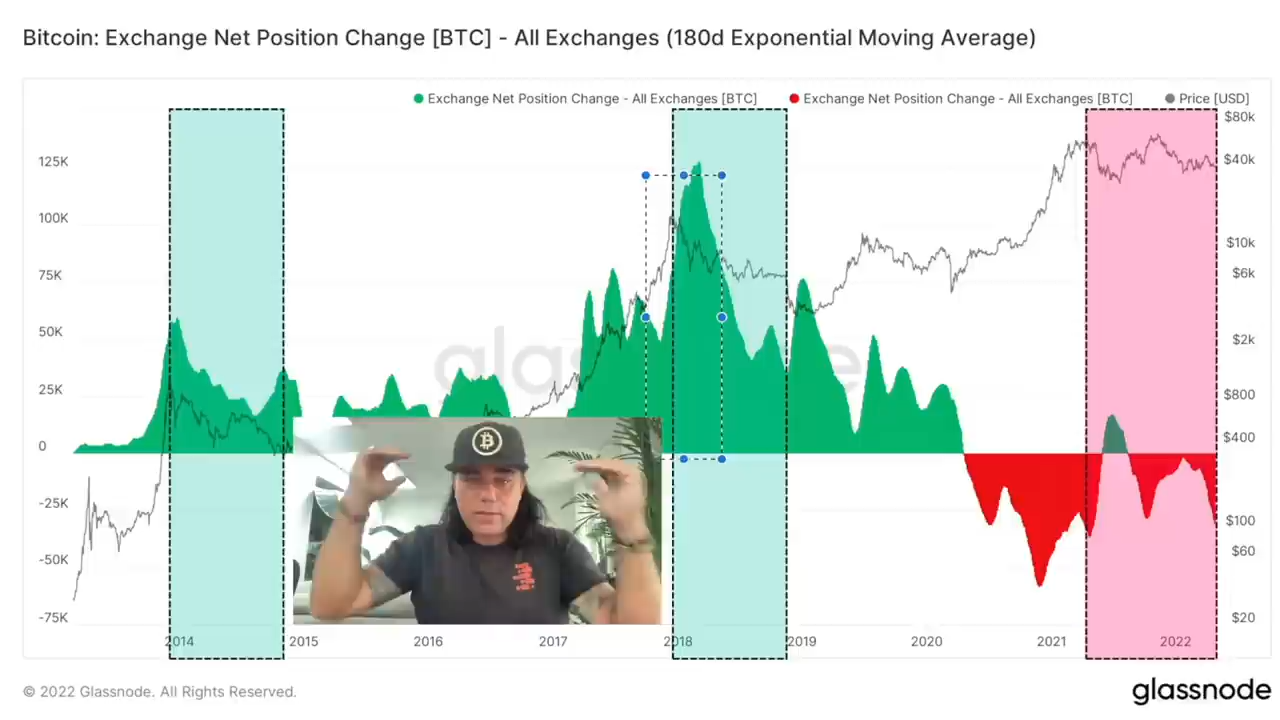 Bitcoin: Exchange Net Position Change [BTC] - All Exchanges (180d Exponential Moving Average)
Exchange Net Position Change - All Exchanges [BTC] Exchange Net Position Change - All Exchanges [BTC] Price [USD]
125K
100K
75K
50K
25K
0
-25K
-50K
-75K
$80k
$40k
$10k
$6k
$2k
$800
$400
$100
$60
$20
2014 2015 2016 2017 2018 2019 2020 2021 2022
© 2022 Glassnode. All Rights Reserved.
glassnode